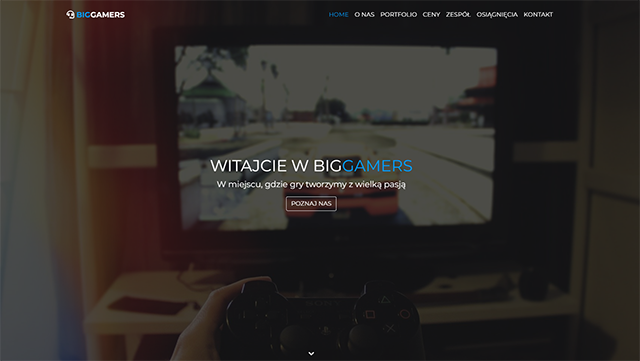 BIGGAMERS
HOME O NAS PORTFOLIO CENY ZESPÓŁ OSIĄGNIĘCIA KONTAKT
WITAJCIE W BIGGAMERS
W miejscu, gdzie gry tworzymy z wielką pasją
POZNAJ NAS